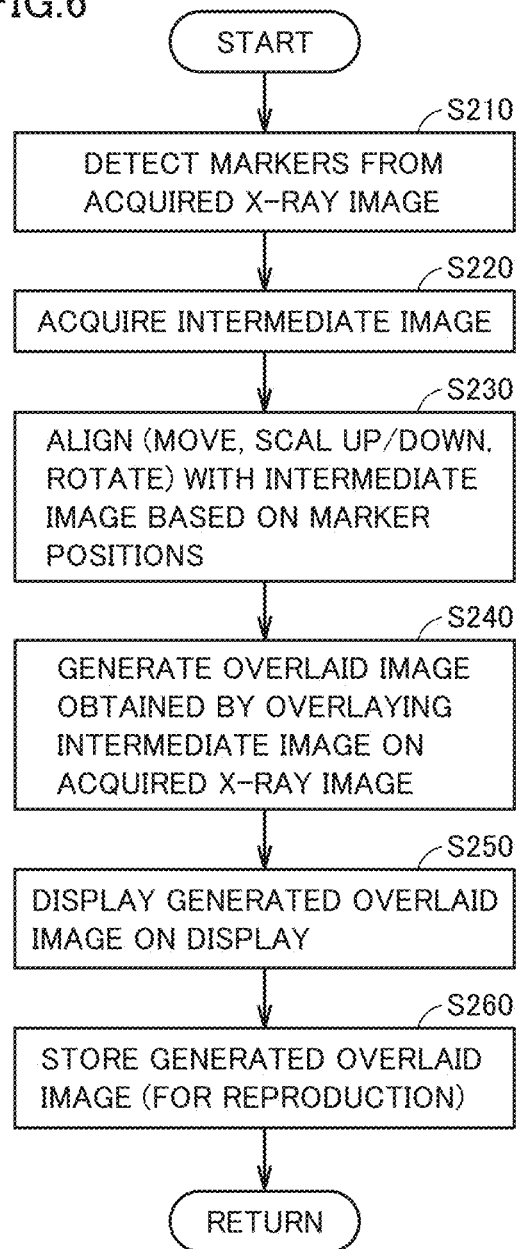 FIG.6
START
S210
DETECT MARKERS FROM
ACQUIRED X-RAY IMAGE
S220
ACQUIRE INTERMEDIATE IMAGE
S230
ALIGN (MOVE, SCAL UP/DOWN,
ROTATE) WITH INTERMEDIATE
IMAGE BASED ON MARKER
POSITIONS
S240
GENERATE OVERLAID IMAGE
OBTAINED BY OVERLAYING
INTERMEDIATE IMAGE ON
ACQUIRED X-RAY IMAGE
S250
DISPLAY GENERATED OVERLAID
IMAGE ON DISPLAY
S260
STORE GENERATED OVERLAID
IMAGE (FOR REPRODUCTION)
RETURN